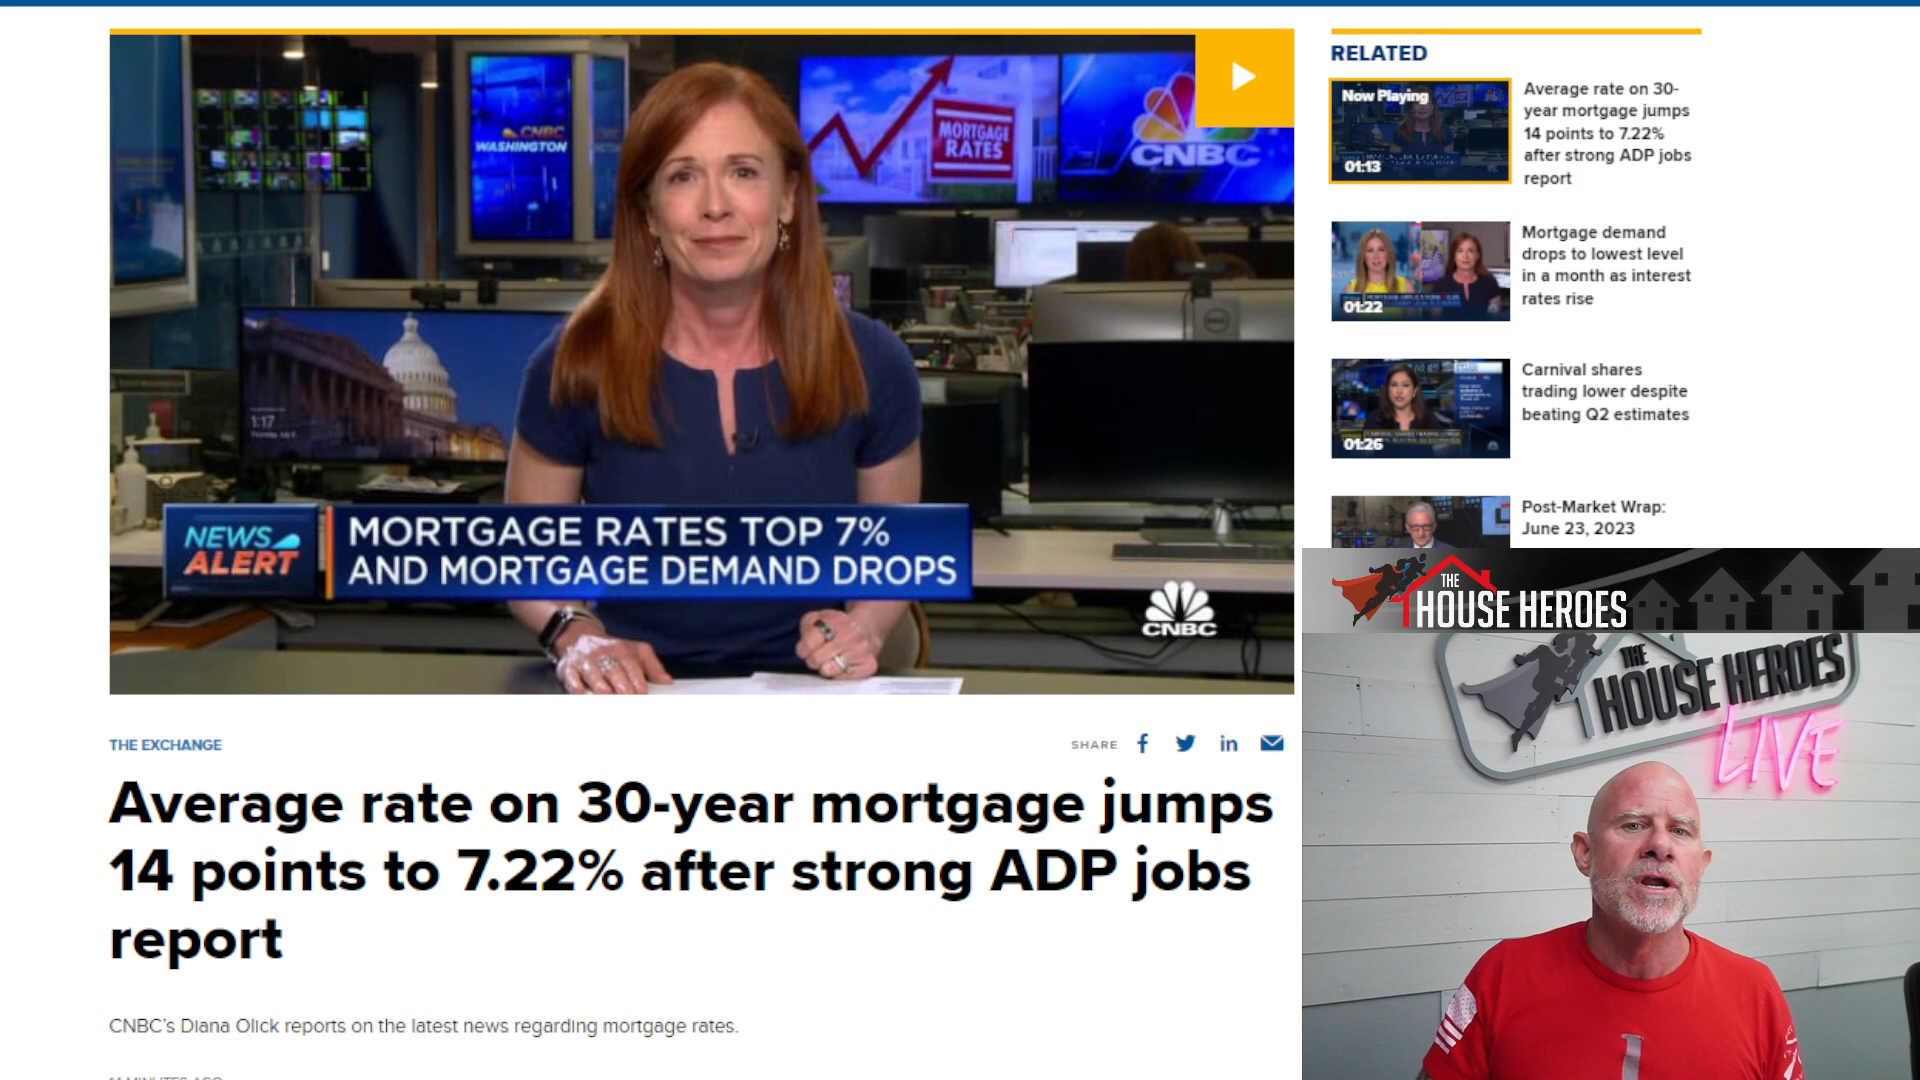 CNBC
WASHINGTON
MORTGAGE
RATES
CNBC
1:17
NEWS
ALERT
MORTGAGE RATES TOP 7%
AND MORTGAGE DEMAND DROPS
CNBC
THE EXCHANGE
SHARE
Average rate on 30-year mortgage jumps
14 points to 7.22% after strong ADP jobs
report
CNBC's Diana Olick reports on the latest news regarding mortgage rates.
RELATED
Now Playing
01:13
Average rate on 30-
year mortgage jumps
14 points to 7.22%
after strong ADP jobs
report
01:22
Mortgage demand
drops to lowest level
in a month as interest
rates rise
01:26
Carnival shares
trading lower despite
beating Q2 estimates
Post-Market Wrap:
June 23, 2023
THE
HOUSE HEROES
THE
HOUSE HEROES
LIVE